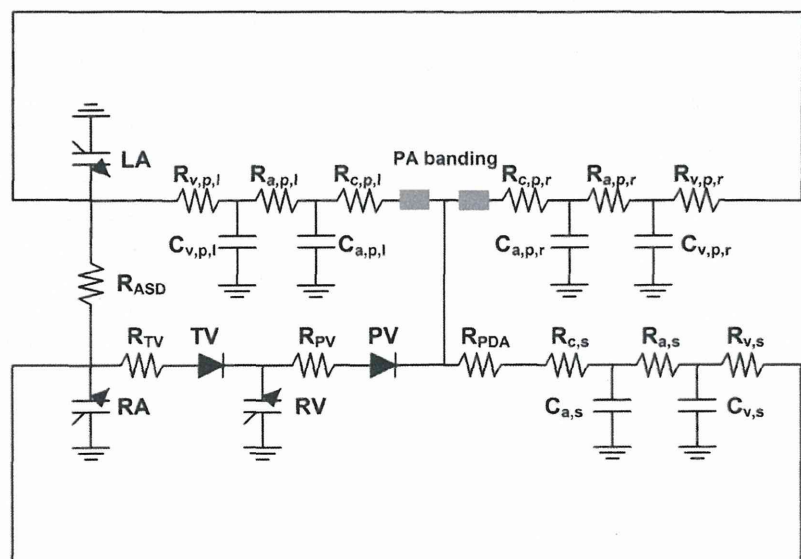 LA
R_{v,p,l} R_{a,p,l} R_{c,p,l} PA banding R_{c,p,r} R_{a,p,r} R_{v,p,r}
C_{v,p,l} C_{a,p,l} C_{a,p,r} C_{v,p,r}
R_{ASD}
R_{TV} TV R_{PV} PV R_{PDA} R_{c,s} R_{a,s} R_{v,s}
RA RV C_{a,s} C_{v,s}